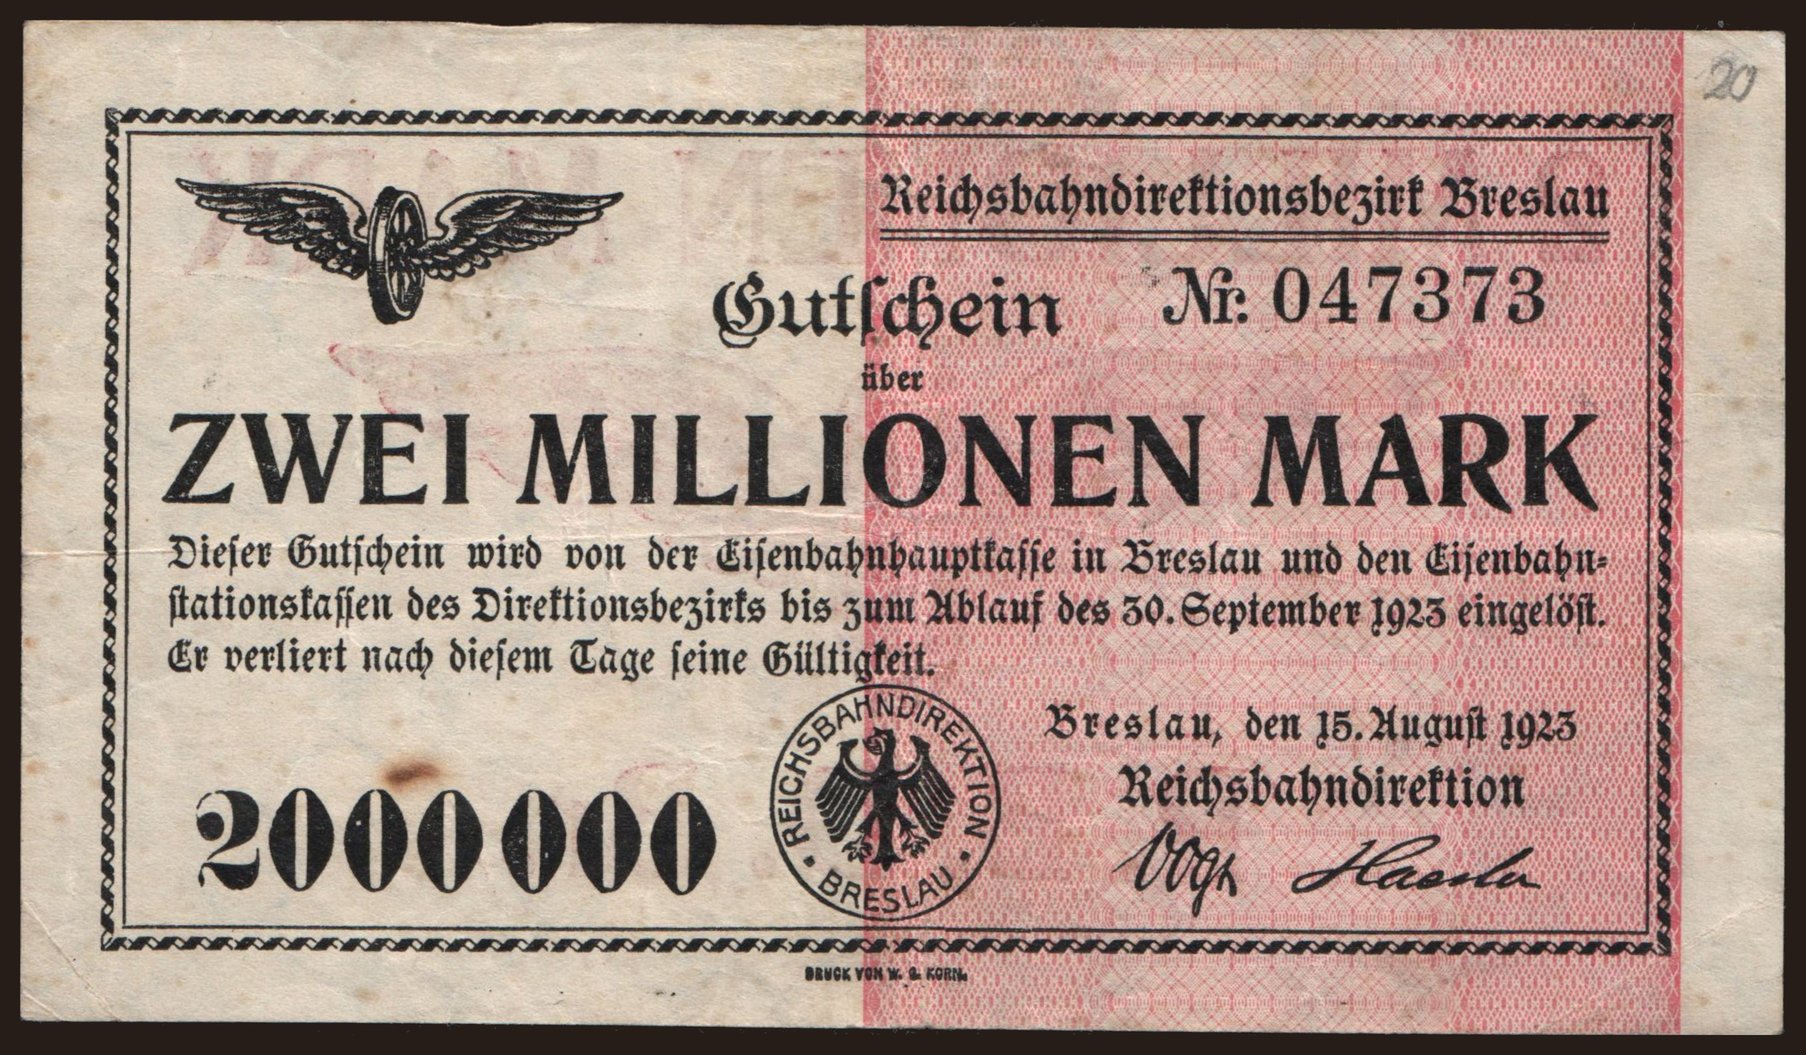 20
Reichsbahndirektionsbezirk Breslau
Gutschein Nr. 047373
über
ZWEI MILLIONEN MARK
Dieser Gutschein wird von der Eisenbahnhauptkasse in Breslau und den Eisenbahn=
stationskassen des Direktionsbezirks bis zum Ablauf des 30. September 1923 eingelöst.
Er verliert nach diesem Tage seine Gültigkeit.
Breslau, den 15. August 1923
Reichsbahndirektion
2000000
REICHSBAHNDIREKTION
BRESLAU
Vogt
DRUCK VON W. G. KORN.